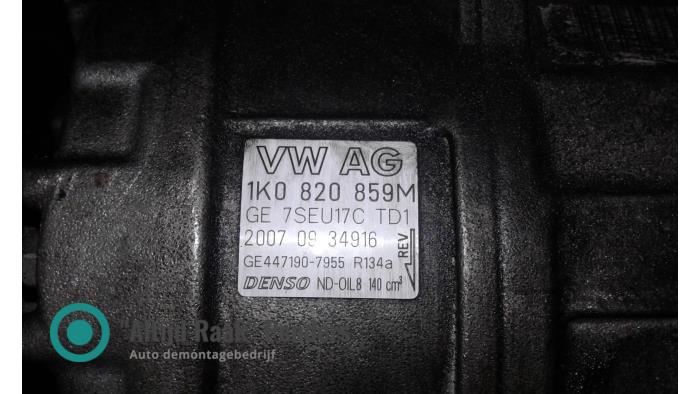 VW AG
1K0 820 859M
GE 7SEU17C TD1
2007 09 34916
REV
GE447190-7955 R134a
DENSO ND-OIL8 140 cm³
Auto demontagebedrijf